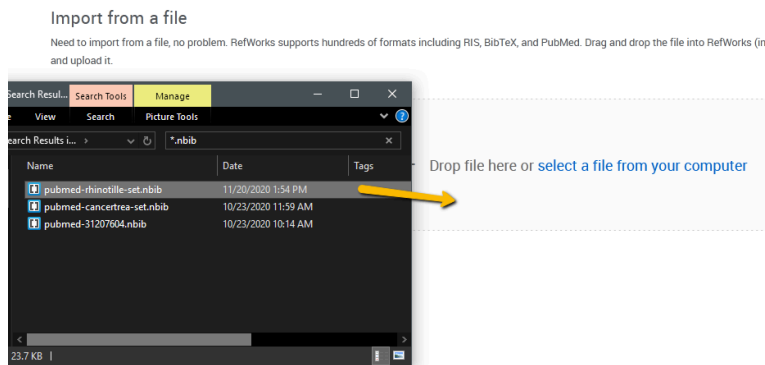 Import from a file
Need to import from a file, no problem. RefWorks supports hundreds of formats including RIS, BibTeX, and PubMed. Drag and drop the file into RefWorks (in
and upload it.
Search Resul... Search Tools Manage
e View Search Picture Tools
earch Results i... *.nbib
Name Date Tags
pubmed-rhinotille-set.nbib 11/20/2020 1:54 PM
pubmed-cancertrea-set.nbib 10/23/2020 11:59 AM
pubmed-31207604.nbib 10/23/2020 10:14 AM
Drop file here or select a file from your computer
23.7 KB